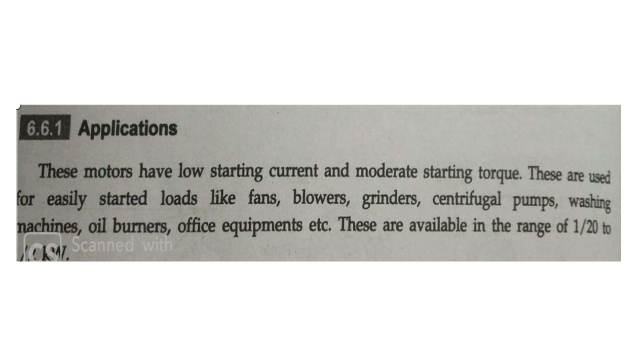 6.6.1 Applications
These motors have low starting current and moderate starting torque. These are used
for easily started loads like fans, blowers, grinders, centrifugal pumps, washing
machines, oil burners, office equipments etc. These are available in the range of 1/20 to
kW.
CS Scanned with